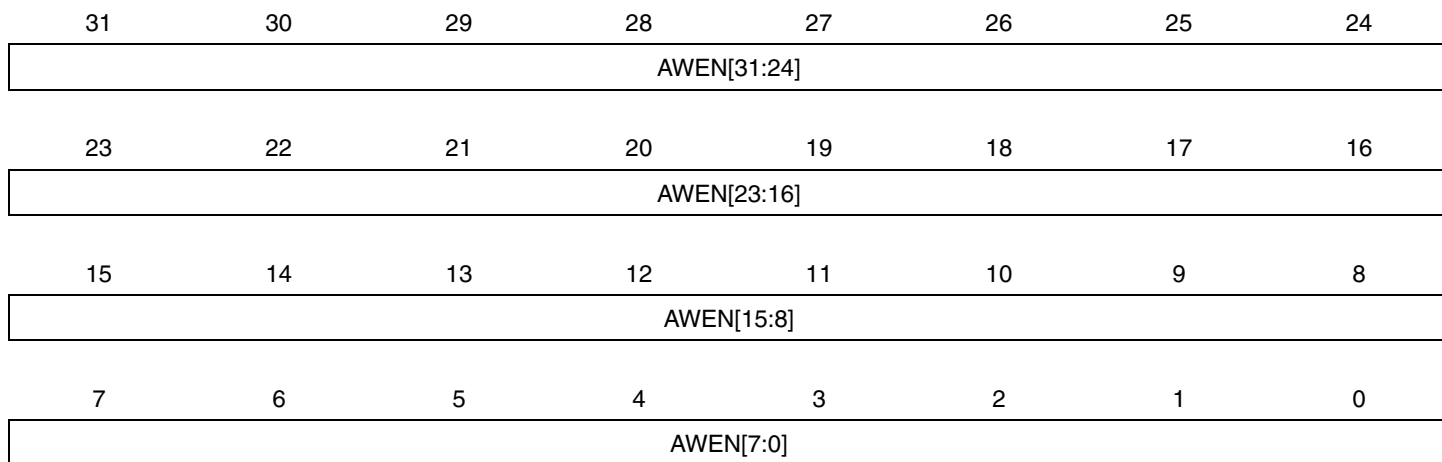 31 30 29 28 27 26 25 24
AWEN[31:24]
23 22 21 20 19 18 17 16
AWEN[23:16]
15 14 13 12 11 10 9 8
AWEN[15:8]
7 6 5 4 3 2 1 0
AWEN[7:0]